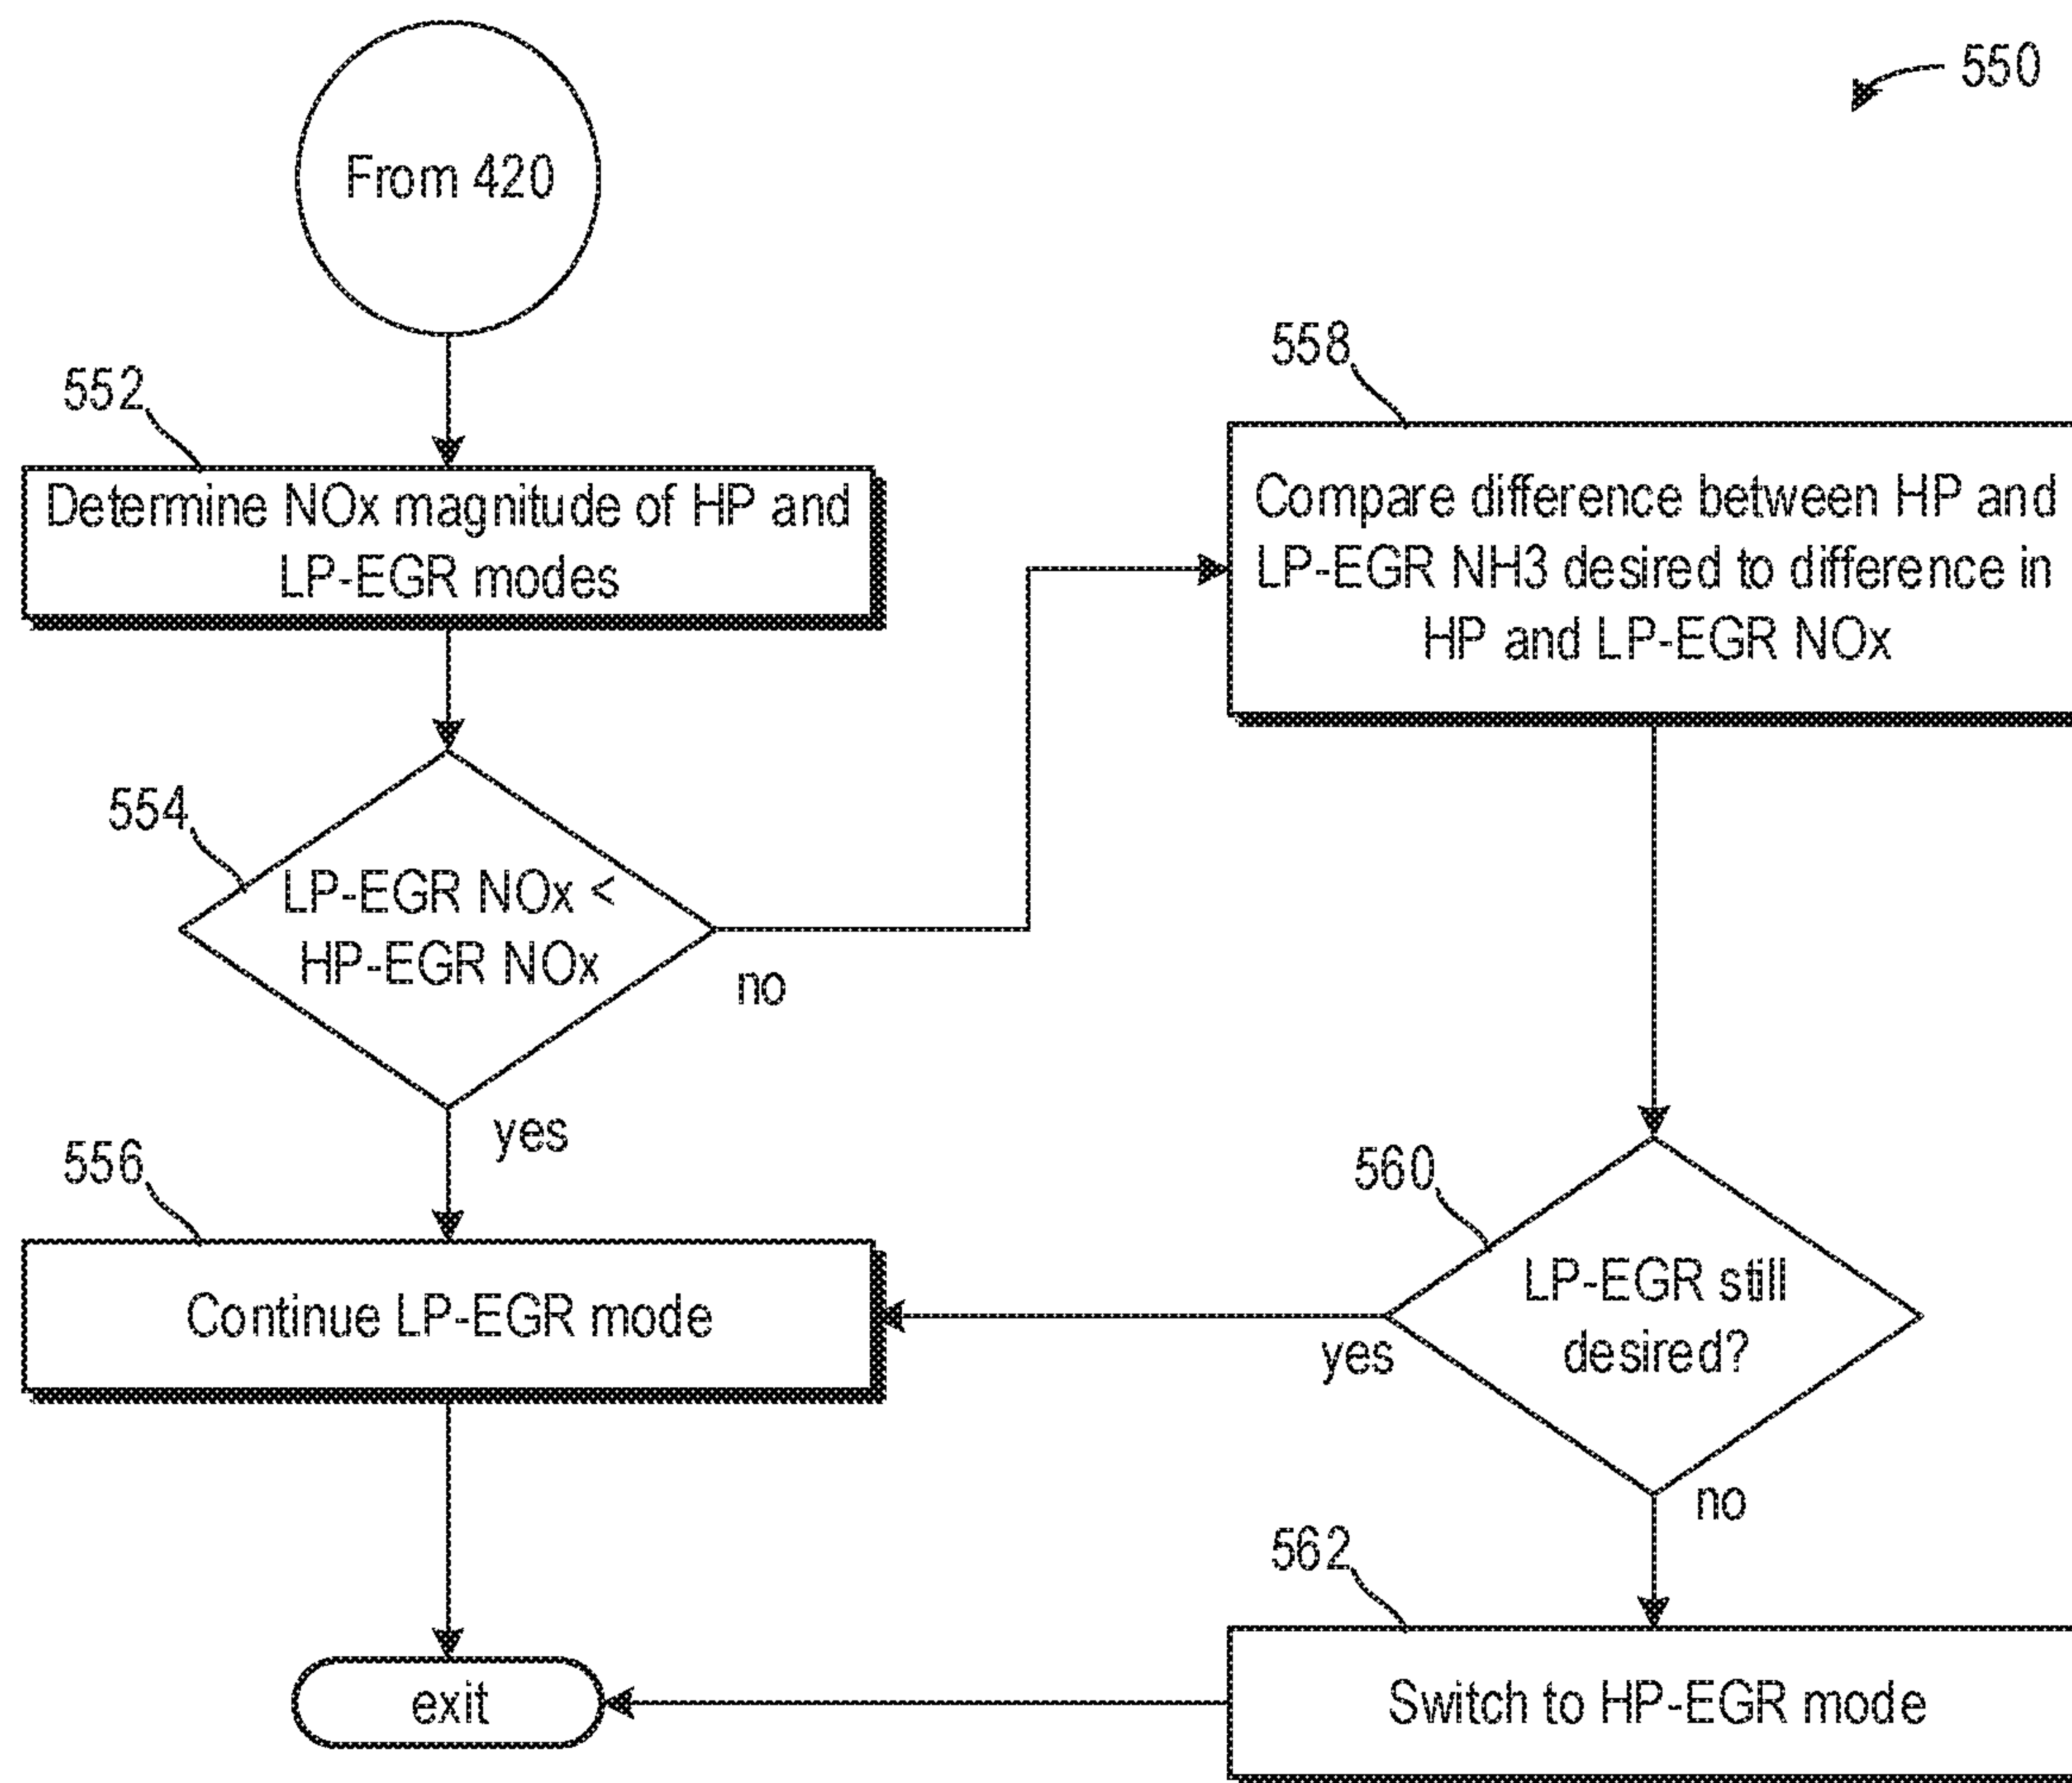 550
From 420
552
Determine NOx magnitude of HP and
LP-EGR modes
554
LP-EGR NOx <
HP-EGR NOx
no
yes
556
Continue LP-EGR mode
exit
558
Compare difference between HP and
LP-EGR NH3 desired to difference in
HP and LP-EGR NOx
560
LP-EGR still
desired?
yes
no
562
Switch to HP-EGR mode